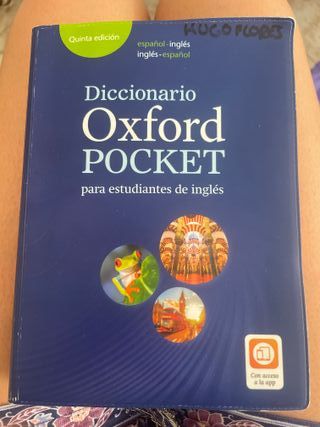 Quinta edición
español-inglés
inglés-español
HUGO FLORES
Diccionario
Oxford
POCKET
para estudiantes de inglés
Con acceso
a la app